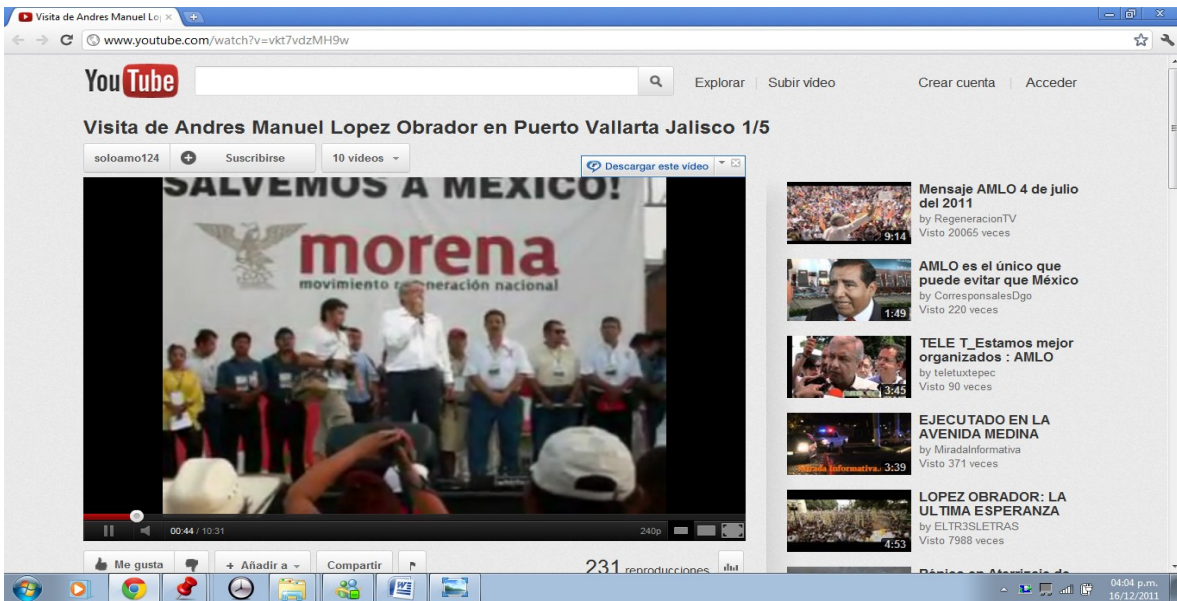 Visita de Andres Manuel Lo
www.youtube.com/watch?v=vkt7vdzMH9w
YouTube
Explorar | Subir vídeo
Crear cuenta | Acceder
Visita de Andres Manuel Lopez Obrador en Puerto Vallarta Jalisco 1/5
soloamo124
Suscribirse
10 vídeos
Descargar este vídeo
SALVEMOS A MEXICO!
morena
movimiento regeneración nacional
00:44 / 10:31
240p
Me gusta
+ Añadir a
Compartir
231 reproducciones
Mensaje AMLO 4 de julio
del 2011
by RegeneracionTV
Visto 20065 veces
9:14
AMLO es el único que
puede evitar que México
by CorresponsalesDgo
Visto 220 veces
1:49
TELE T_Estamos mejor
organizados : AMLO
by teletuxtepec
Visto 90 veces
3:45
EJECUTADO EN LA
AVENIDA MEDINA
by MiradaInformativa
Visto 371 veces
Mirada Informativa. 3:39
LOPEZ OBRADOR: LA
ULTIMA ESPERANZA
by ELTR3SLETRAS
Visto 7988 veces
4:53
04:04 p.m.
16/12/2011